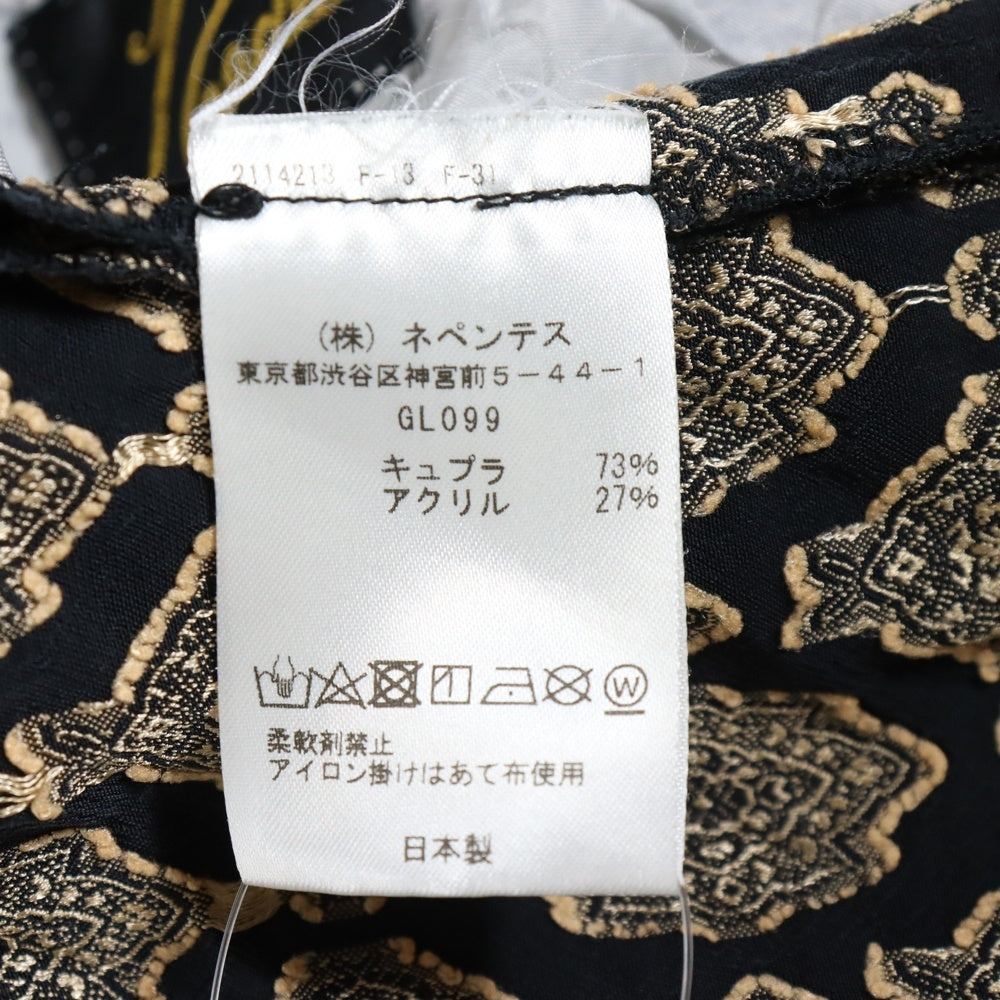 2114213 F-13 F-31
(株) ネペンテス
東京都渋谷区神宮前5-44-1
GL099
キュプラ 73%
アクリル 27%
W
柔軟剤禁止
アイロン掛けはあて布使用
日本製